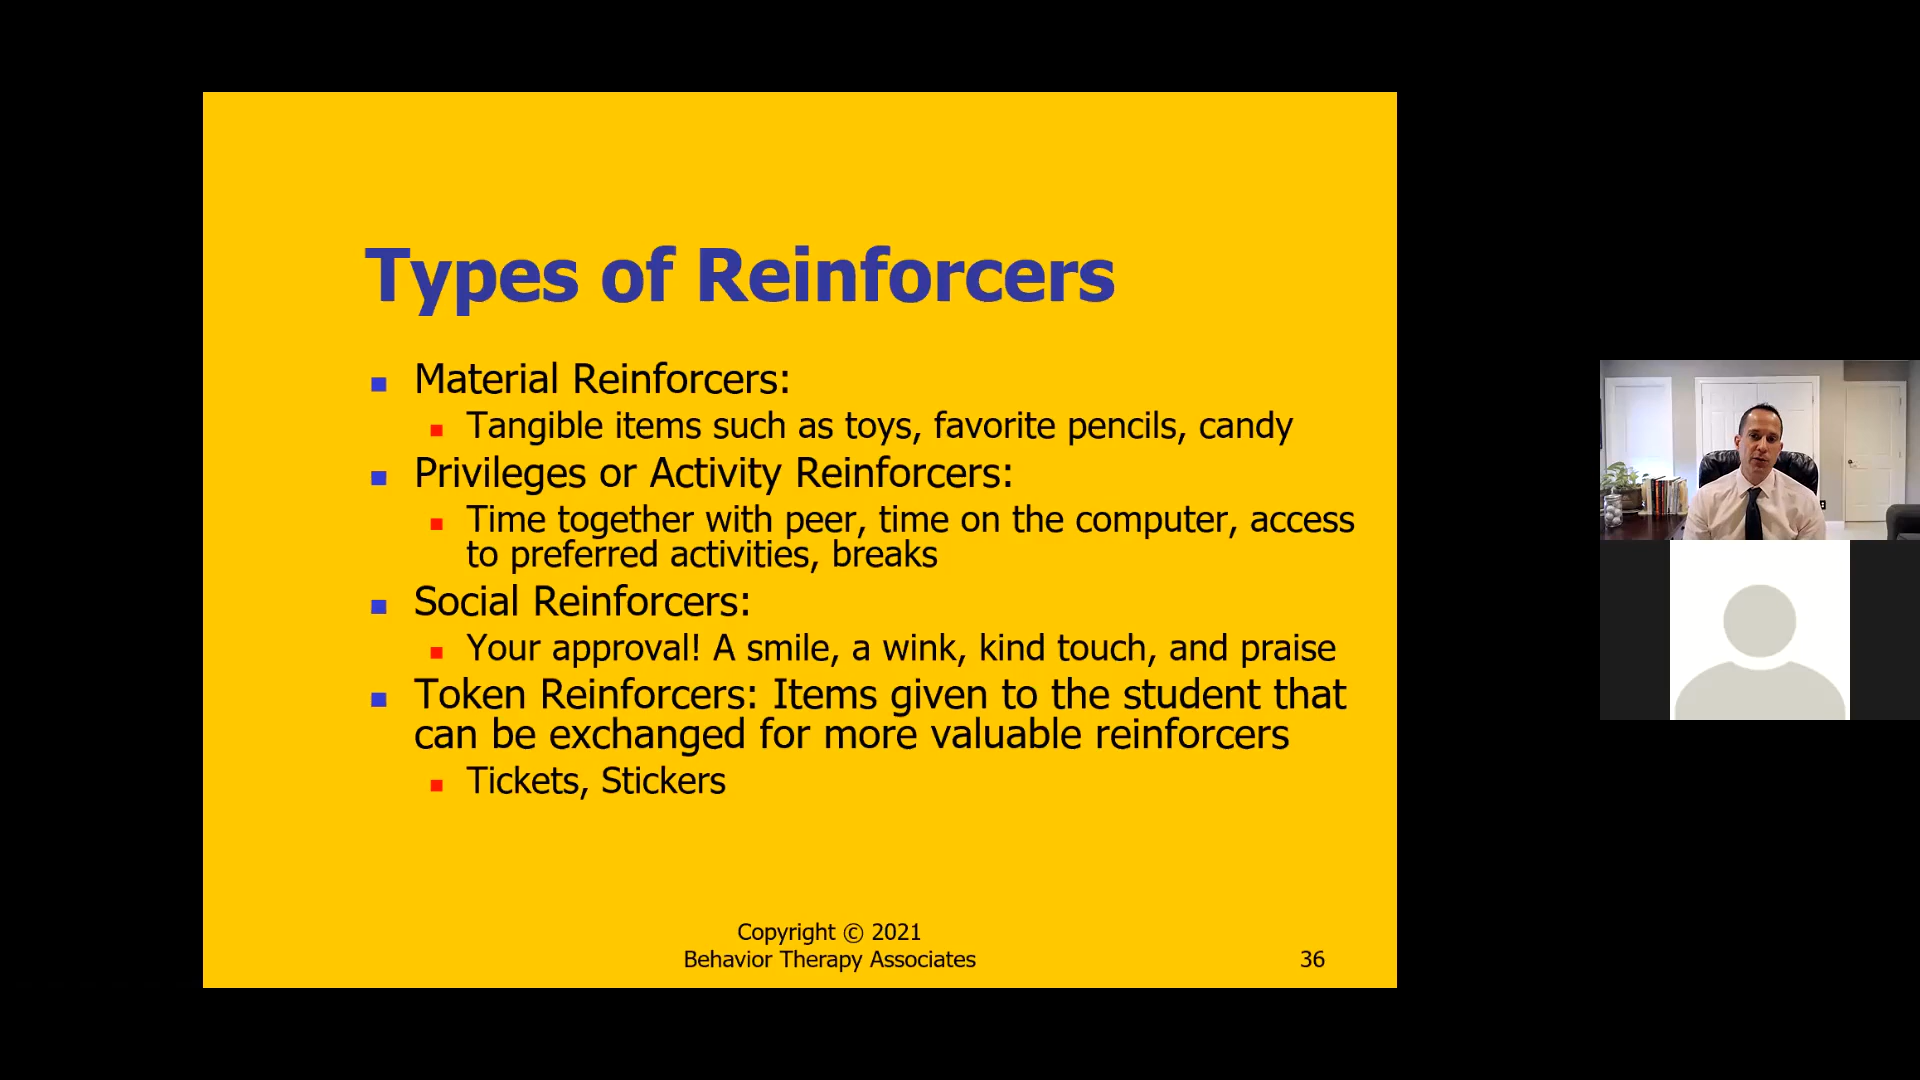 Types of Reinforcers
Material Reinforcers:
Tangible items such as toys, favorite pencils, candy
Privileges or Activity Reinforcers:
Time together with peer, time on the computer, access
to preferred activities, breaks
Social Reinforcers:
Your approval! A smile, a wink, kind touch, and praise
Token Reinforcers: Items given to the student that
can be exchanged for more valuable reinforcers
Tickets, Stickers
Copyright © 2021
Behavior Therapy Associates
36